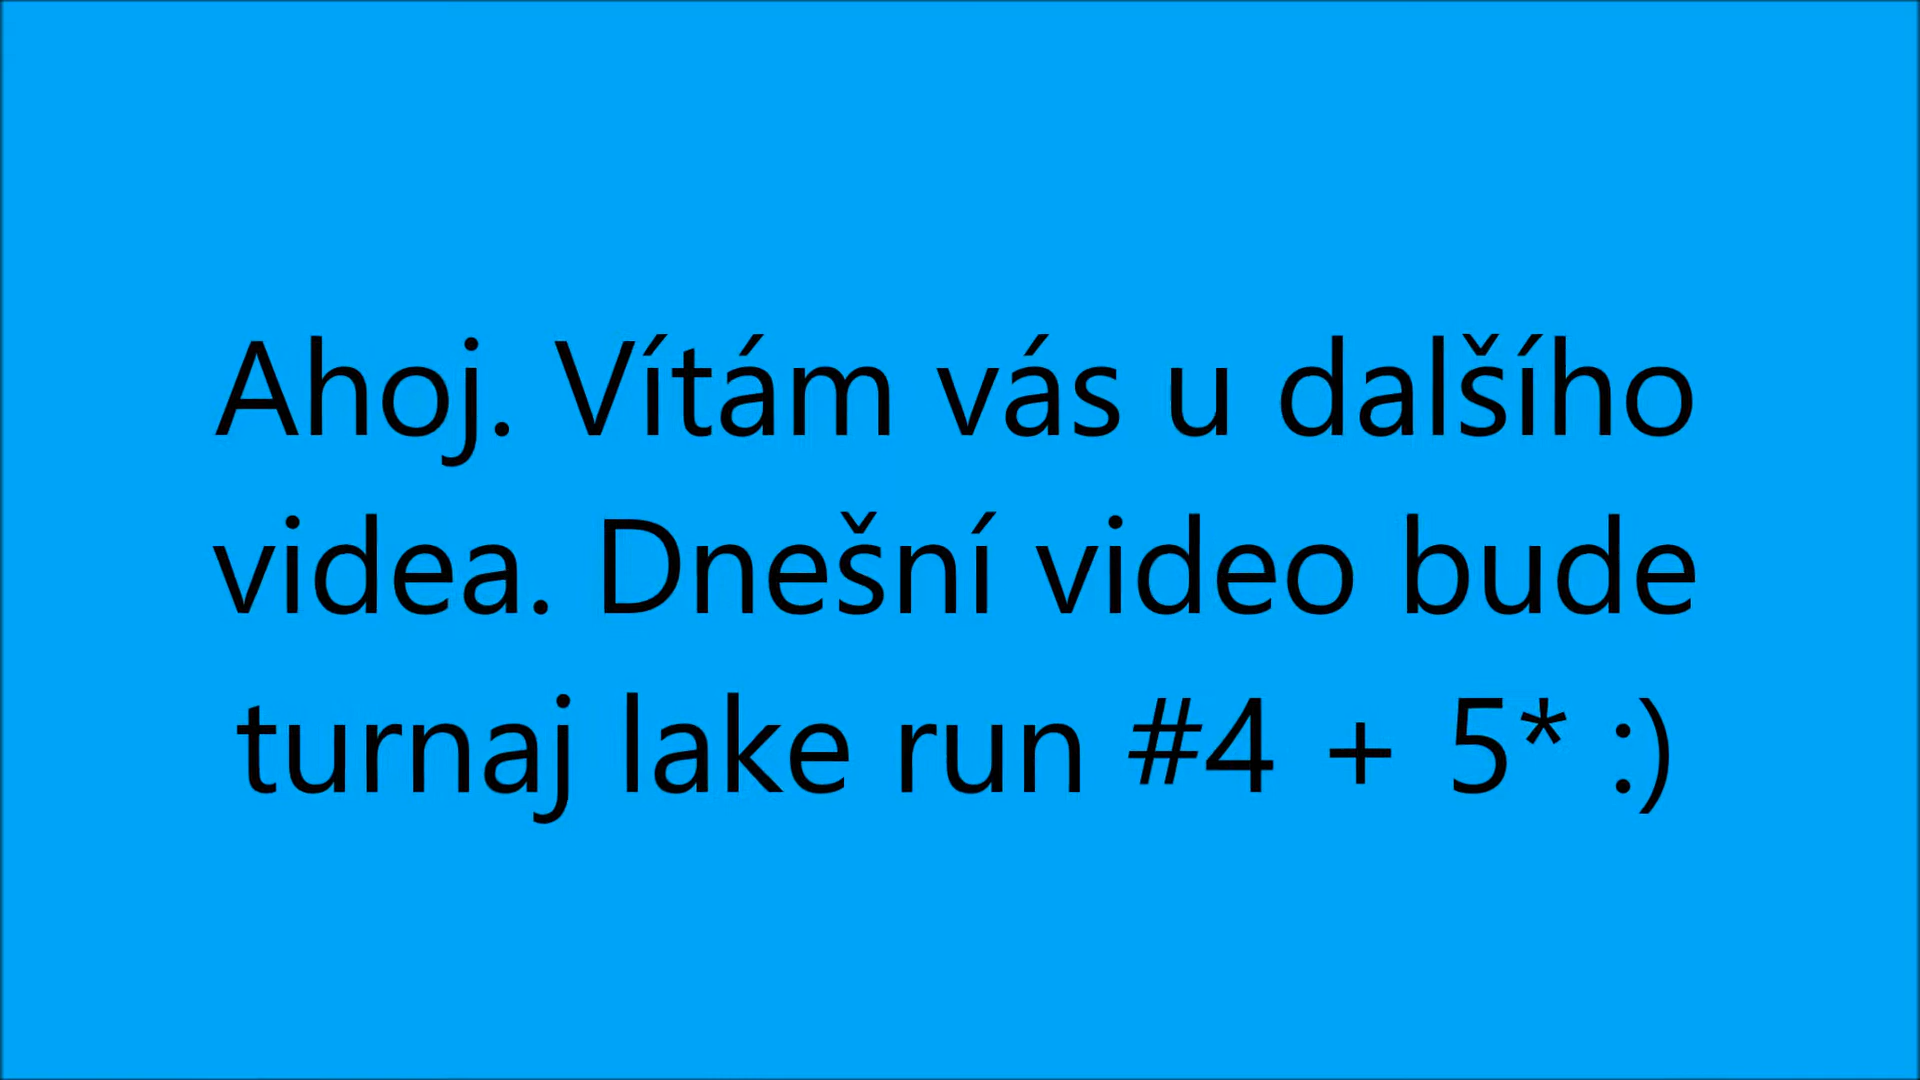 Ahoj. Vítám vás u dalšího
videa. Dnešní video bude
turnaj lake run #4 + 5* :)